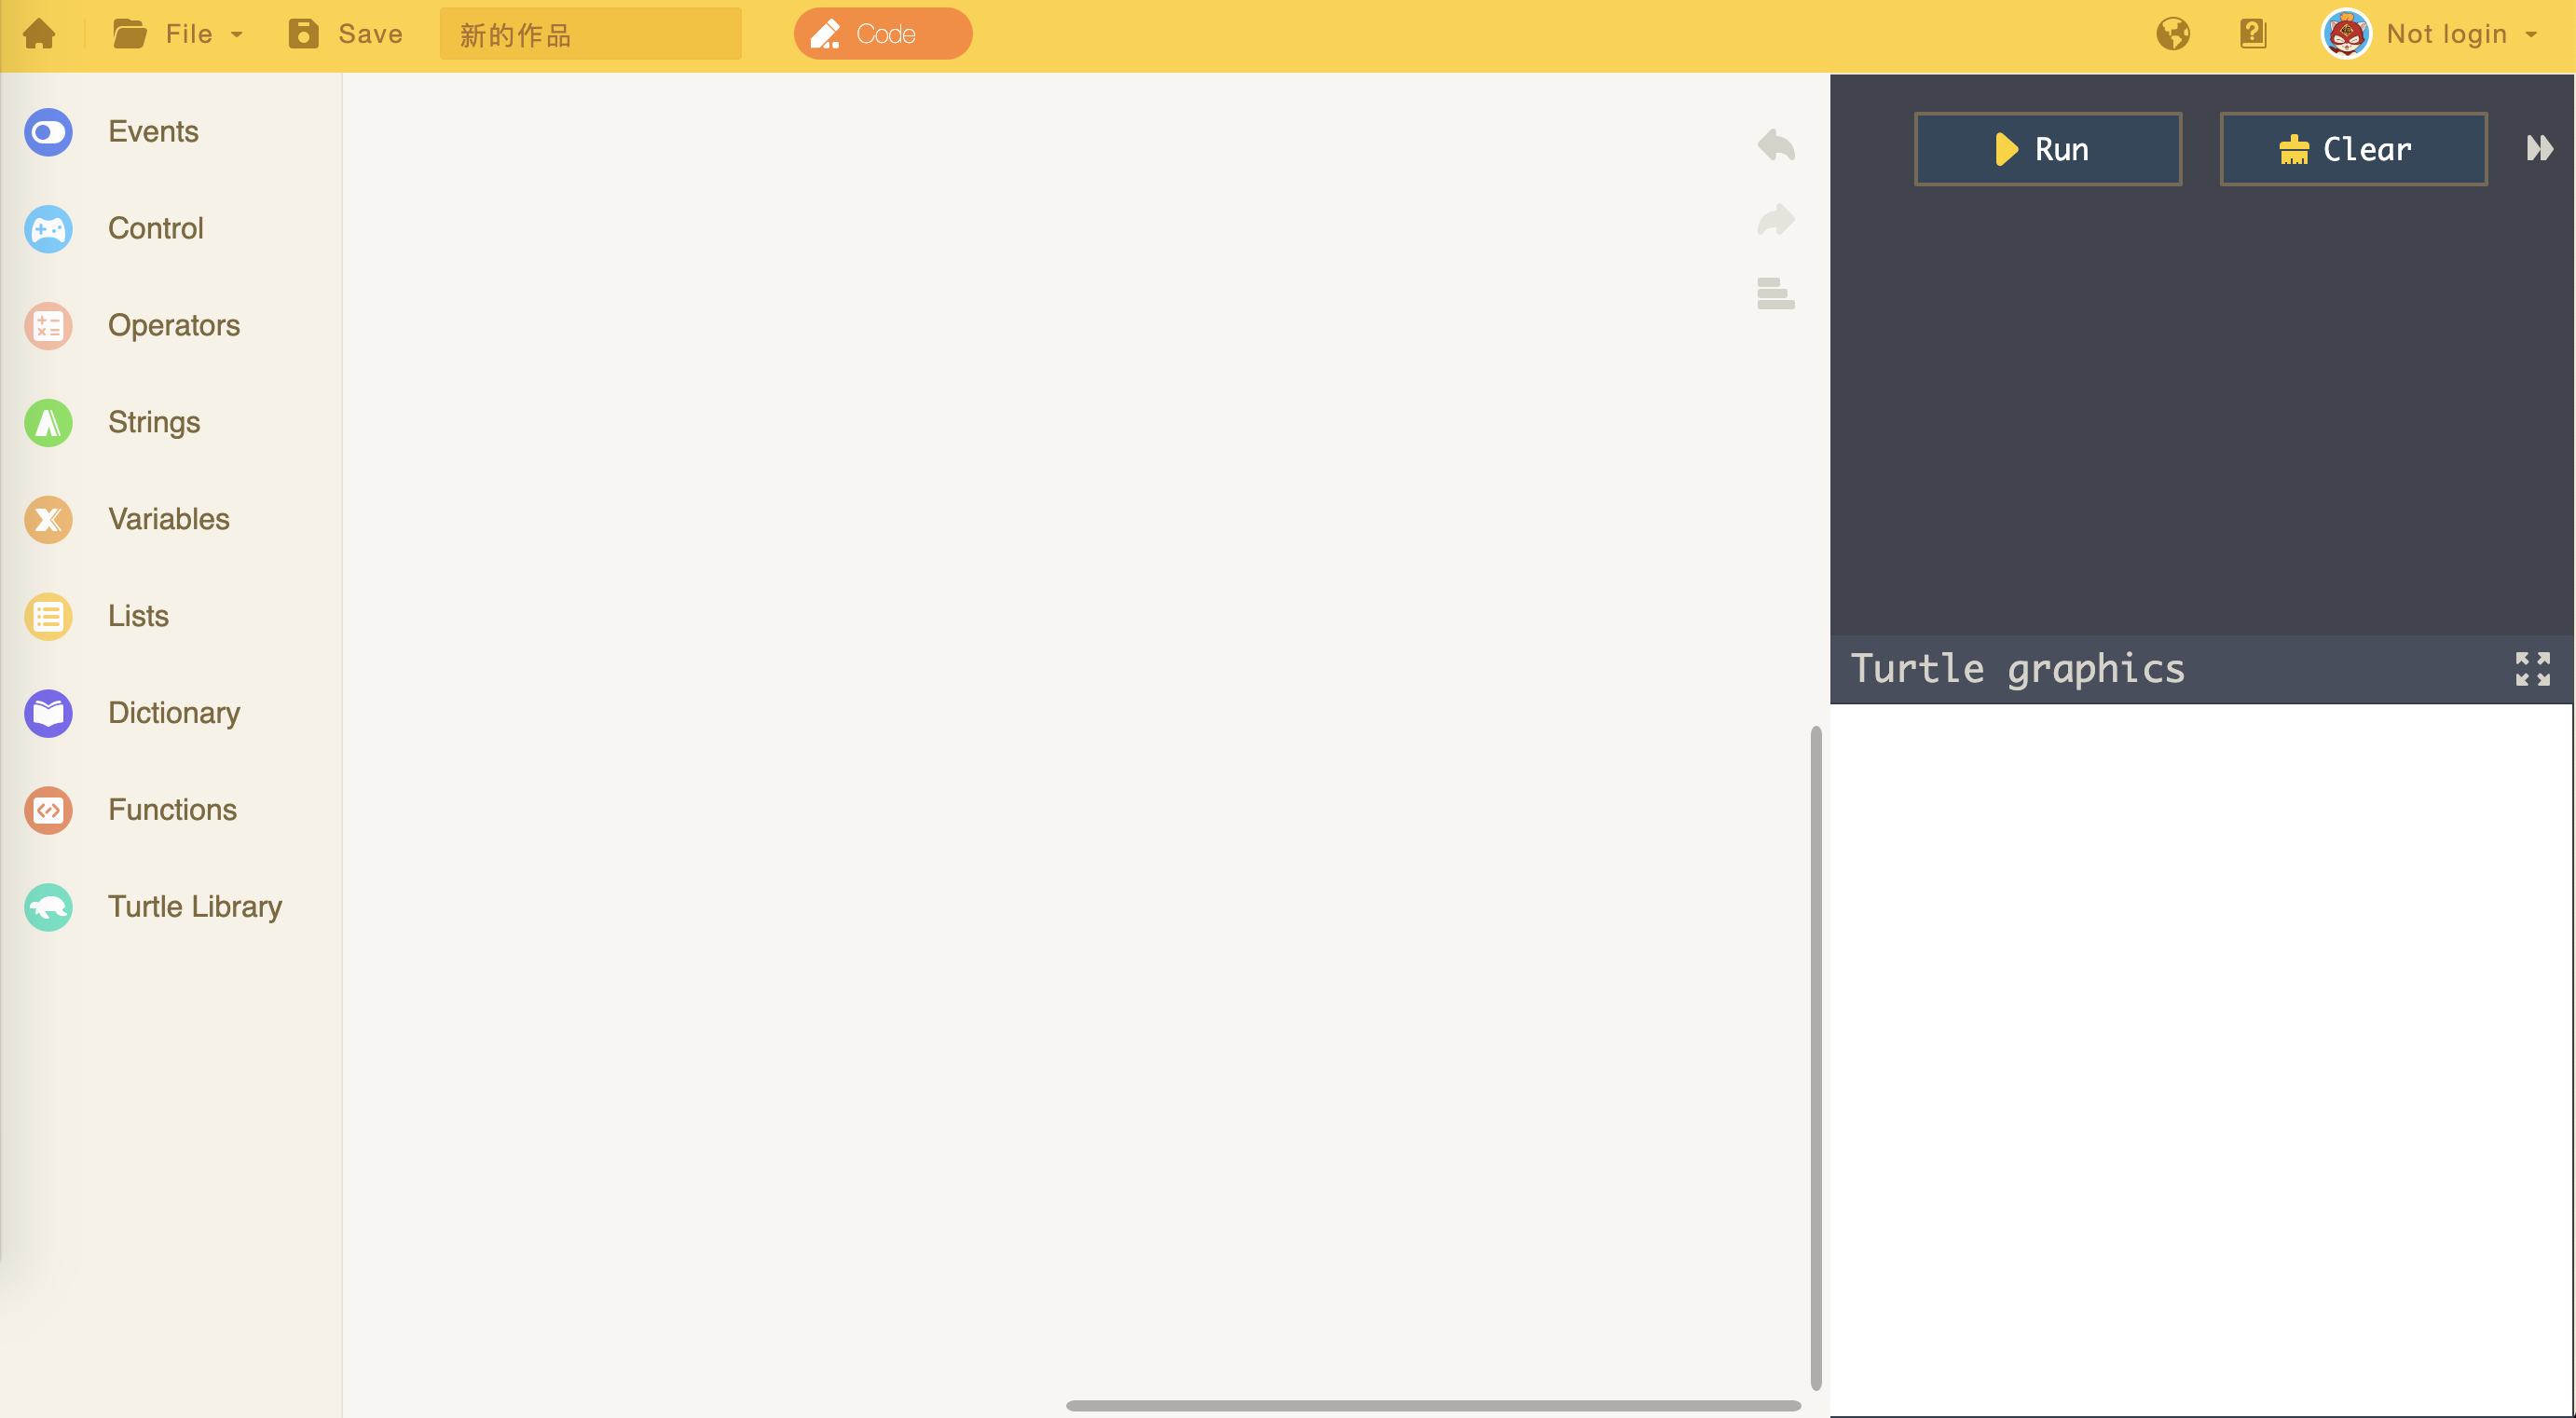 File
Save
新的作品
Code
Not login
Events
Control
Operators
Strings
Variables
Lists
Dictionary
Functions
Turtle Library
Run
Clear
Turtle graphics